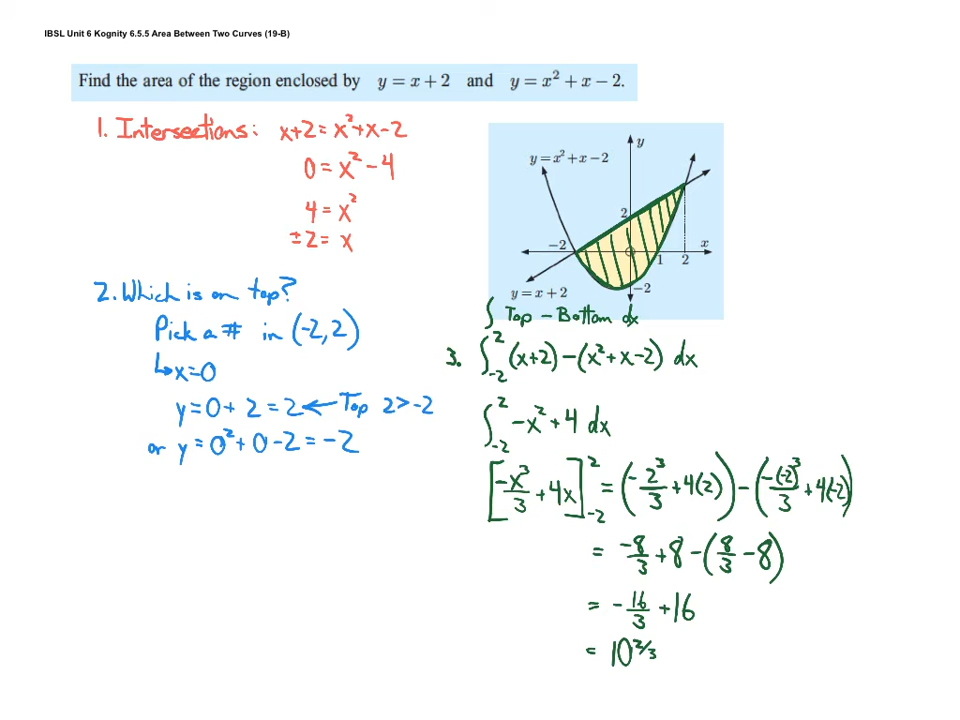 IBSL Unit 6 Kognity 6.5.5 Area Between Two Curves (19-B)
Find the area of the region enclosed by y = x + 2 and y = x² + x − 2.
1. Intersections: x+2 = x²+x-2
0 = x² - 4
4 = x²
±2 = x
2. Which is on top?
Pick a # in (-2, 2)
↳ x=0
y = 0 + 2 = 2 ← Top 2 > -2
or y = 0² + 0 - 2 = -2
y = x² + x − 2
y
2
−2
x
1
2
−2
y = x + 2
∫ Top - Bottom dx
3. ∫₋₂² (x+2) - (x² + x - 2) dx
∫₋₂² -x² + 4 dx
[-x³/3 + 4x]₋₂² = (-2³/3 + 4(2)) - (-(-2)³/3 + 4(-2))
= -8/3 + 8 - (8/3 - 8)
= -16/3 + 16
= 10 2/3